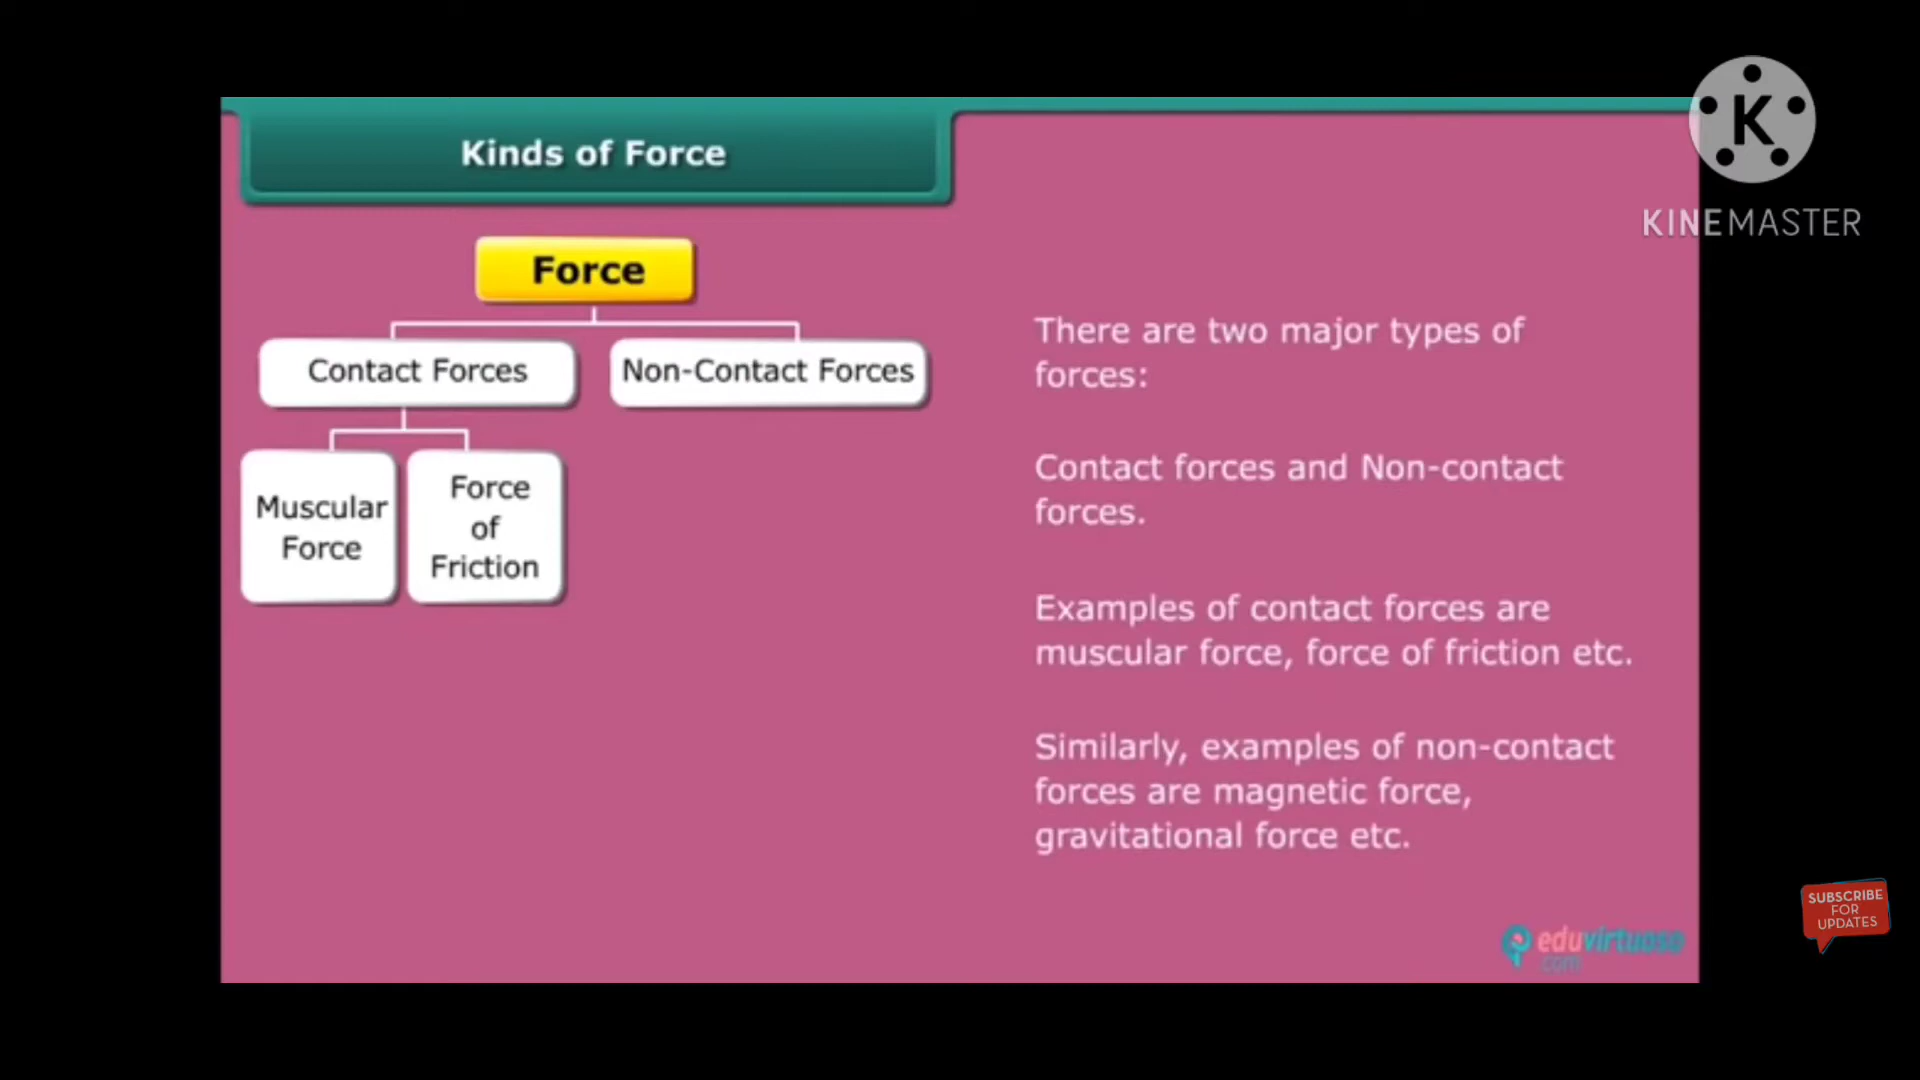 K
KINEMASTER
Kinds of Force
Force
Contact Forces
Non-Contact Forces
Muscular
Force
Force
of
Friction
There are two major types of
forces:
Contact forces and Non-contact
forces.
Examples of contact forces are
muscular force, force of friction etc.
Similarly, examples of non-contact
forces are magnetic force,
gravitational force etc.
SUBSCRIBE
FOR
UPDATES
eduvirtuoso
.com